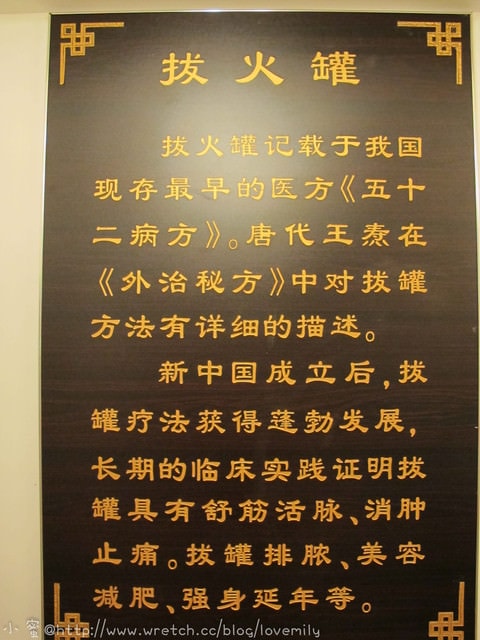 拔火罐
拔火罐记载于我国
现存最早的医方《五十
二病方》。唐代王焘在
《外治秘方》中对拔罐
方法有详细的描述。
新中国成立后,拔
罐疗法获得蓬勃发展,
长期的临床实践证明拔
罐具有舒筋活脉、消肿
止痛。拔罐排脓、美容
减肥、强身延年等。
小蜜@http://www.wretch.cc/blog/lovemily